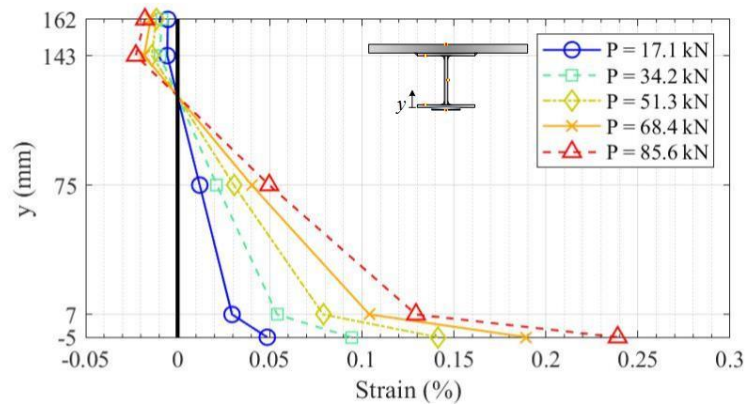 162
143
75
7
-5
y (mm)
-0.05 0 0.05 0.1 0.15 0.2 0.25 0.3
Strain (%)
y
P = 17.1 kN
P = 34.2 kN
P = 51.3 kN
P = 68.4 kN
P = 85.6 kN